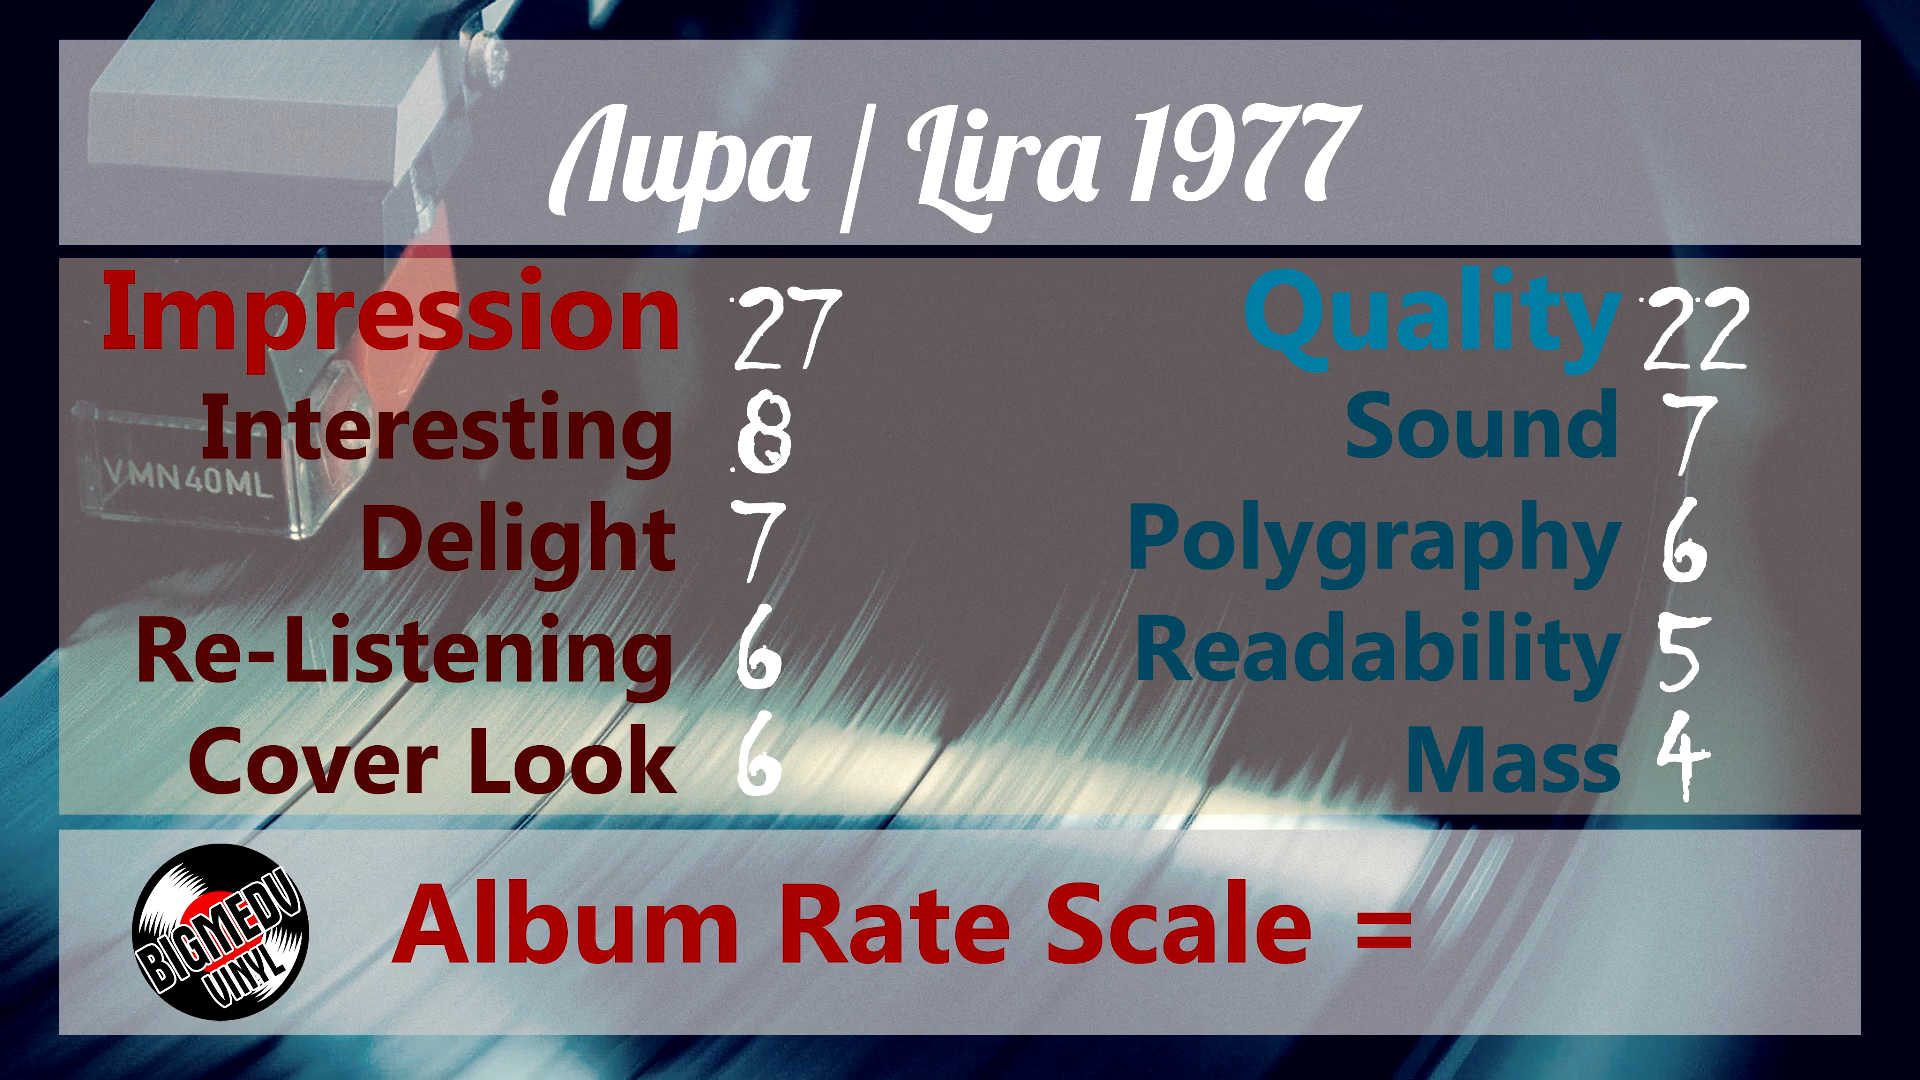 Лира / Lira 1977
Impression 27
Interesting 8
Delight 7
Re-Listening 6
Cover Look 6
Quality 22
Sound 7
Polygraphy 6
Readability 5
Mass 4
VMN40ML
BIGMEDV
VINYL
Album Rate Scale =